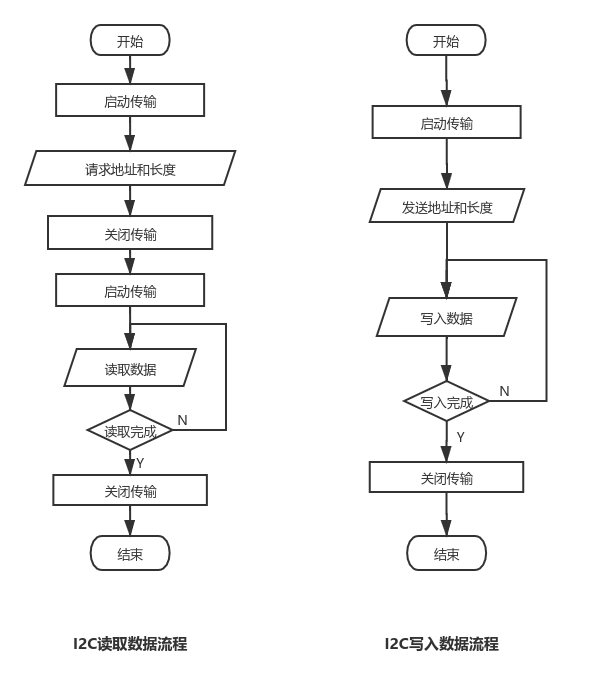 开始
启动传输
请求地址和长度
关闭传输
启动传输
读取数据
读取完成
N
Y
关闭传输
结束
I2C读取数据流程
开始
启动传输
发送地址和长度
写入数据
写入完成
N
Y
关闭传输
结束
I2C写入数据流程